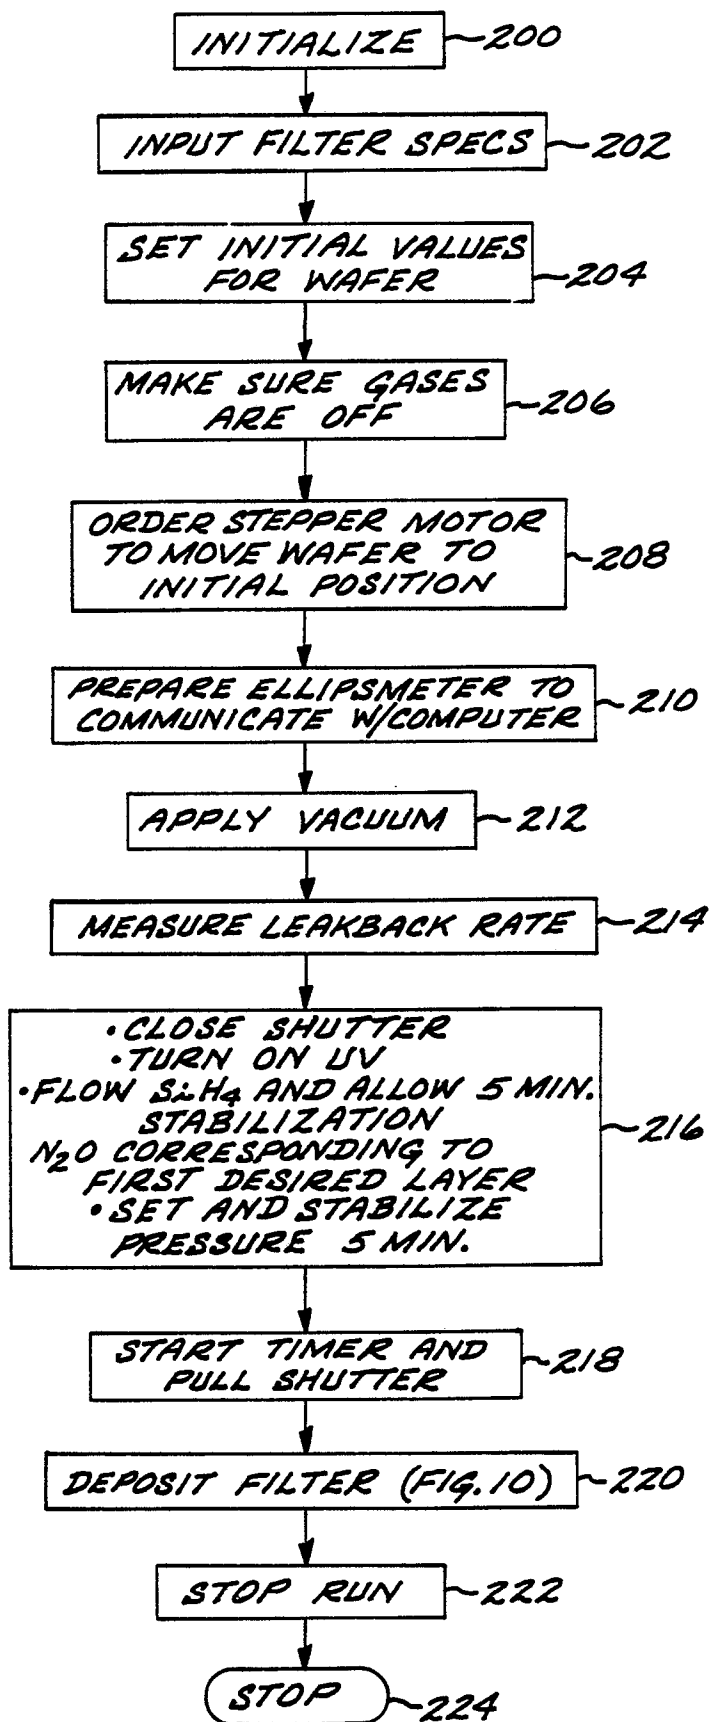 INITIALIZE 200
INPUT FILTER SPECS 202
SET INITIAL VALUES
FOR WAFER 204
MAKE SURE GASES
ARE OFF 206
ORDER STEPPER MOTOR
TO MOVE WAFER TO 208
INITIAL POSITION
PREPARE ELLIPSMETER TO
COMMUNICATE W/COMPUTER 210
APPLY VACUUM 212
MEASURE LEAKBACK RATE 214
• CLOSE SHUTTER
• TURN ON UV
• FLOW SiH4 AND ALLOW 5 MIN.
STABILIZATION 216
N2O CORRESPONDING TO
FIRST DESIRED LAYER
• SET AND STABILIZE
PRESSURE 5 MIN.
START TIMER AND 218
PULL SHUTTER
DEPOSIT FILTER (FIG. 10) 220
STOP RUN 222
STOP 224